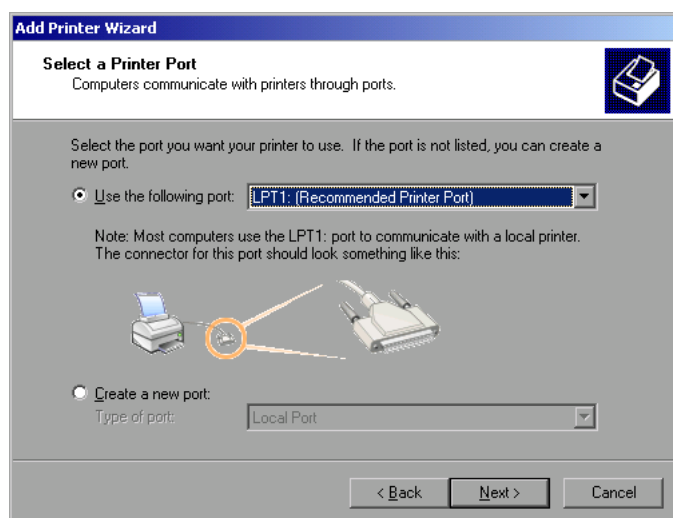 Add Printer Wizard
Select a Printer Port
Computers communicate with printers through ports.
Select the port you want your printer to use.  If the port is not listed, you can create a
new port.
Use the following port: LPT1: (Recommended Printer Port)
Note: Most computers use the LPT1: port to communicate with a local printer.
The connector for this port should look something like this:
Create a new port:
Type of port: Local Port
< Back Next > Cancel